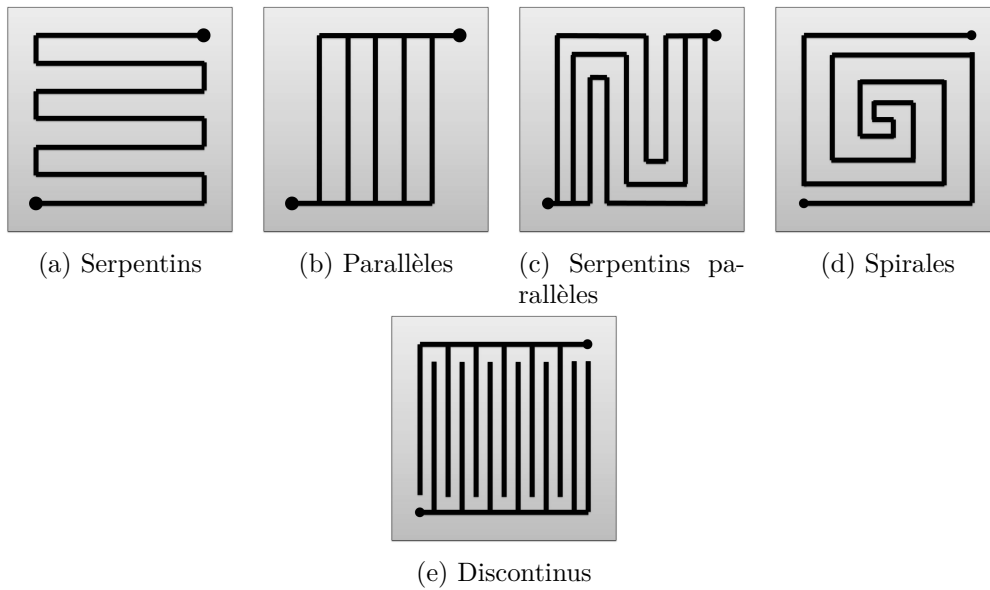 (a) Serpentins
(b) Parallèles
(c) Serpentins pa-
rallèles
(d) Spirales
(e) Discontinus